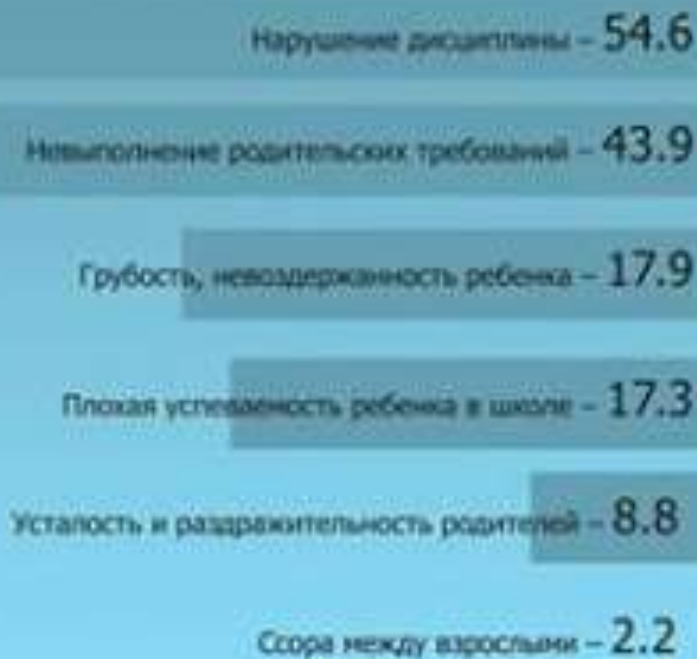 Нарушение дисциплины – 54.6
Невыполнение родительских требований – 43.9
Грубость, невоздержанность ребенка – 17.9
Плохая успеваемость ребенка в школе – 17.3
Усталость и раздражительность родителей – 8.8
Ссора между взрослыми – 2.2